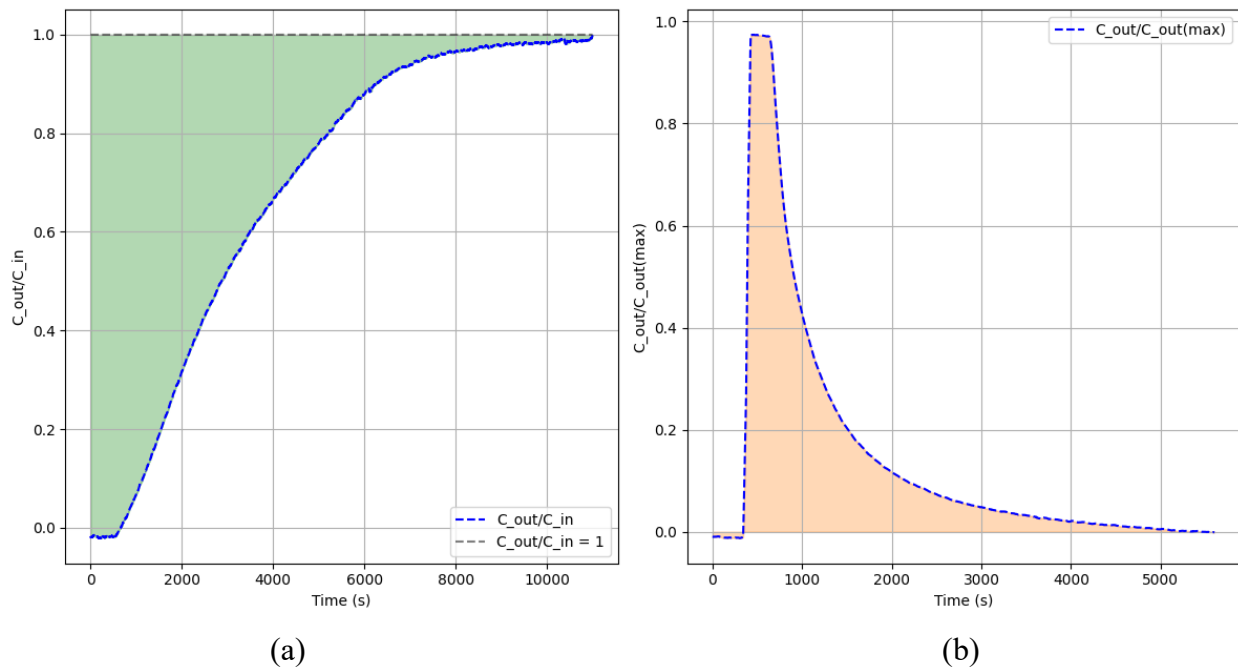 1.0
0.8
0.6
0.4
0.2
0.0
C_out/C_in
0 2000 4000 6000 8000 10000
Time (s)
C_out/C_in
C_out/C_in = 1
(a)
1.0
0.8
0.6
0.4
0.2
0.0
C_out/C_out(max)
0 1000 2000 3000 4000 5000
Time (s)
C_out/C_out(max)
(b)